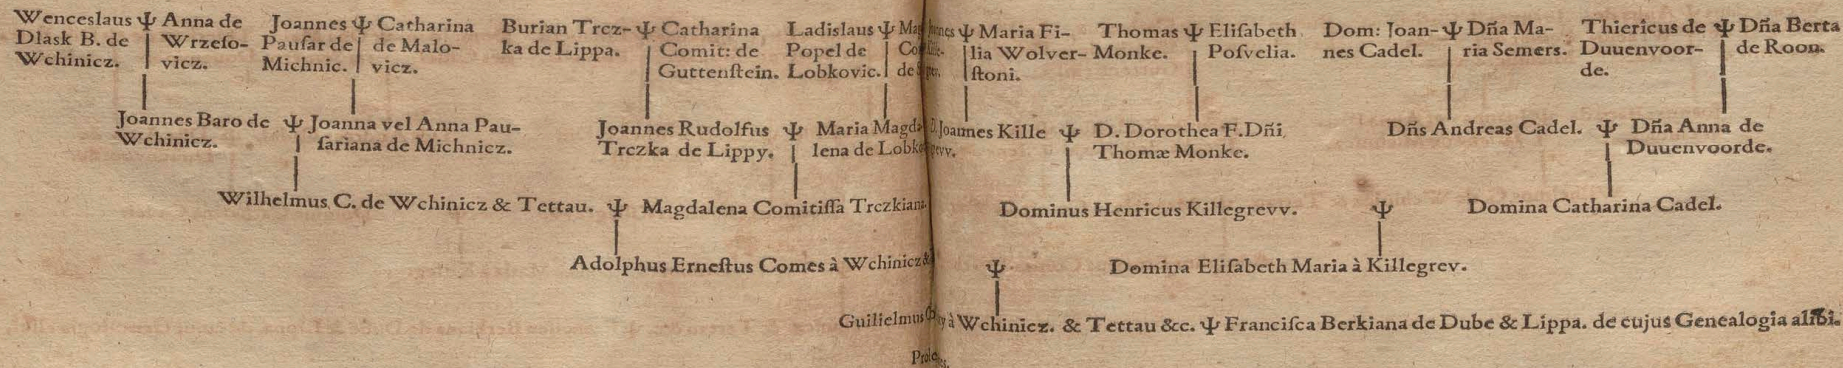 Wenceslaus Ψ Anna de
Dlask B. de Wrzeſo-
Wchinicz. vicz.
Joannes Ψ Catharina
Pauſar de de Malo-
Michnic. vicz.
Burian Trcz- Ψ Catharina
ka de Lippa. Comit: de
Guttenſtein.
Ladislaus Ψ
Popel de
Lobkovic. de
Ψ Maria Fi-
lia Wolver-
ſtoni.
Thomas Ψ Eliſabeth
Monke. Poſvelia.
Dom: Joan- Ψ Dña Ma-
nes Cadel. ria Semers.
Thiericus de Ψ Dña Berta
Duuenvoor- de Roon.
de.
Joannes Baro de Ψ Joanna vel Anna Pau-
Wchinicz. ſariana de Michnicz.
Joannes Rudolfus Ψ Maria Magda-
Trczka de Lippy. lena de Lobko
Joannes Kille Ψ D. Dorothea F. Dñi
grvv. Thomæ Monke.
Dñs Andreas Cadel. Ψ Dña Anna de
Duuenvoorde.
Wilhelmus C. de Wchinicz & Tettau. Ψ Magdalena Comitiſſa Trczkiana.
Dominus Henricus Killegrevv. Ψ Domina Catharina Cadel.
Adolphus Erneſtus Comes à Wchinicz & Ψ Domina Eliſabeth Maria à Killegrev.
Guilielmus à Wchinicz. & Tettau &c. Ψ Franciſca Berkiana de Dube & Lippa. de cujus Genealogia alibi.